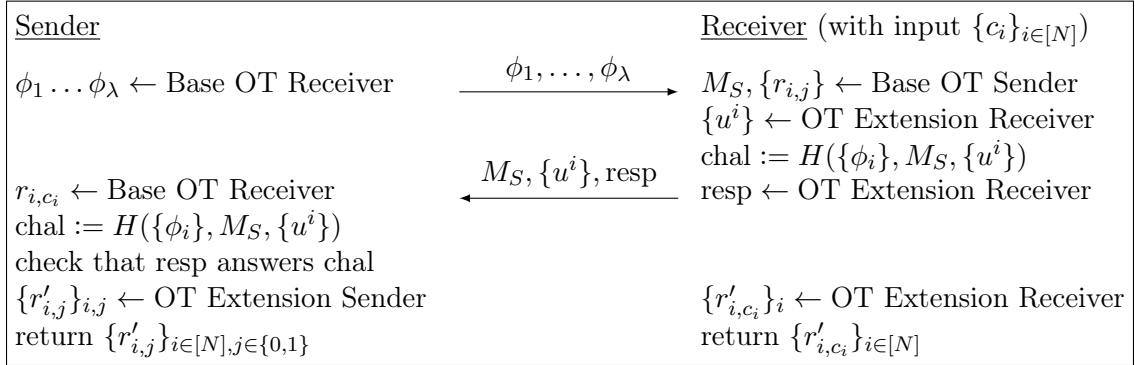 Sender Receiver (with input {c_i}_{i∈[N]})
ϕ_1 … ϕ_λ ← Base OT Receiver ϕ_1, …, ϕ_λ M_S, {r_{i,j}} ← Base OT Sender
{u^i} ← OT Extension Receiver
chal := H({ϕ_i}, M_S, {u^i})
r_{i,c_i} ← Base OT Receiver M_S, {u^i}, resp resp ← OT Extension Receiver
chal := H({ϕ_i}, M_S, {u^i})
check that resp answers chal
{r′_{i,j}}_{i,j} ← OT Extension Sender {r′_{i,c_i}}_i ← OT Extension Receiver
return {r′_{i,j}}_{i∈[N],j∈{0,1}} return {r′_{i,c_i}}_{i∈[N]}